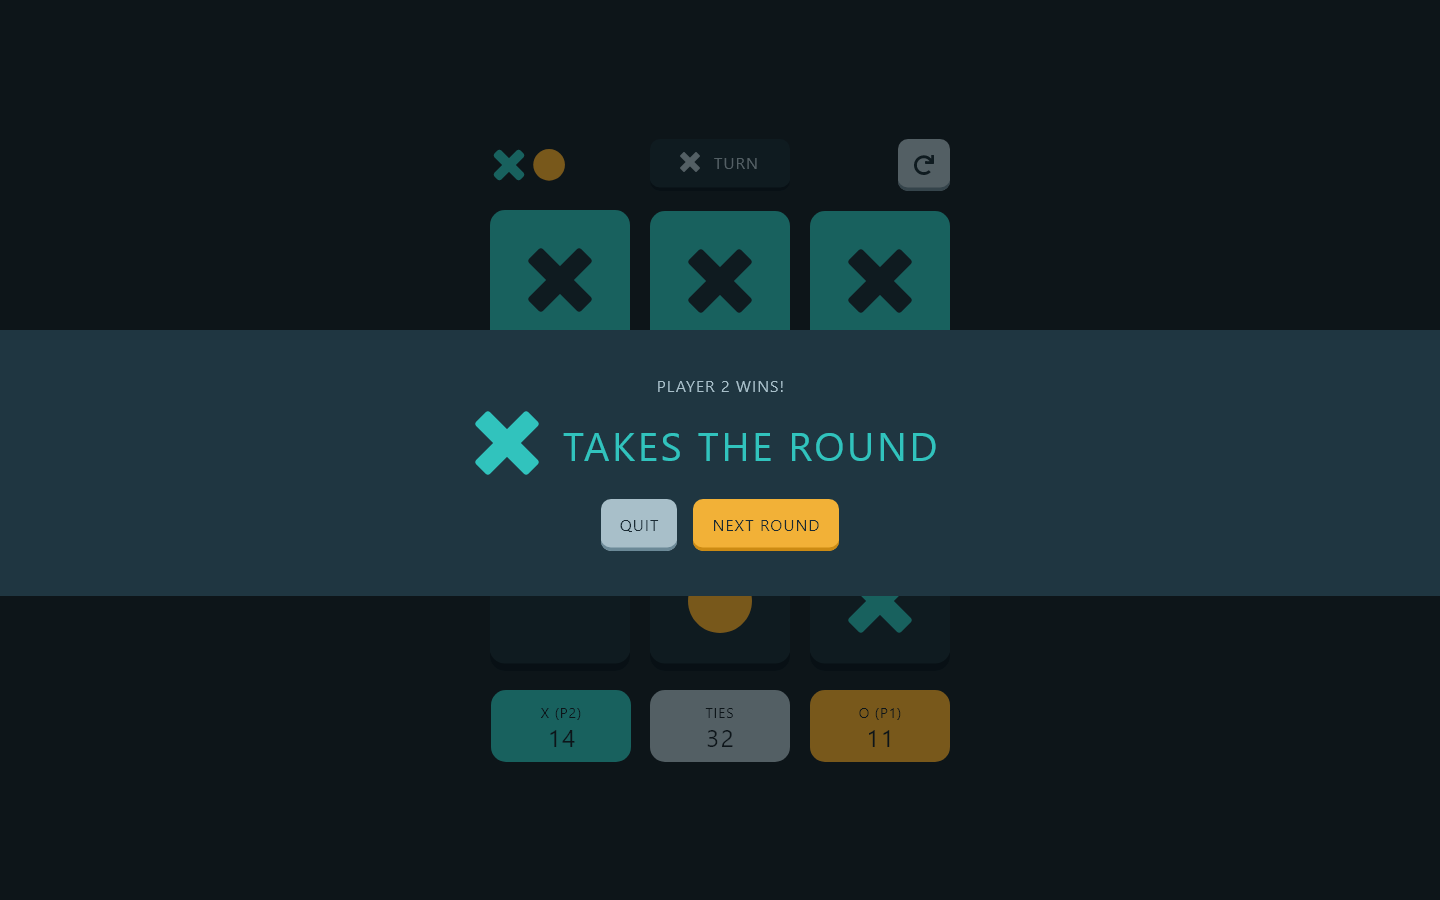 TURN
PLAYER 2 WINS!
TAKES THE ROUND
QUIT
NEXT ROUND
X (P2)
14
TIES
32
O (P1)
11